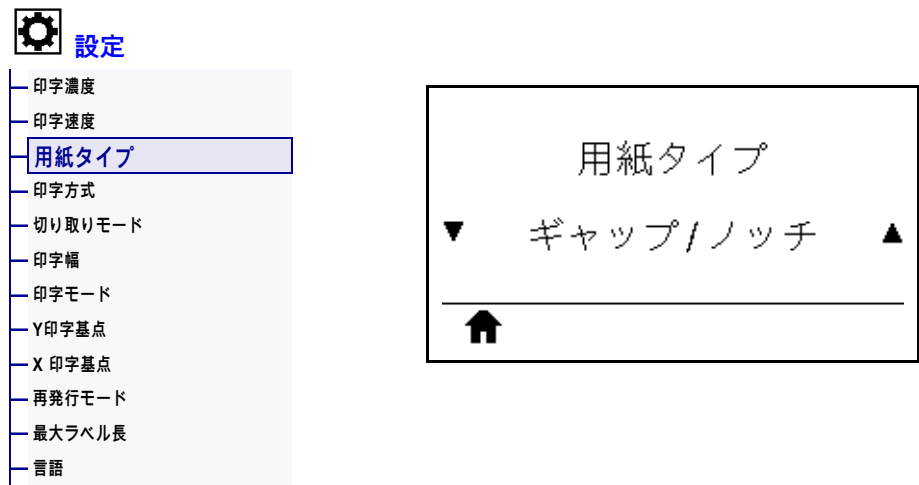 設定
印字濃度
印字速度
用紙タイプ
印字方式
切り取りモード
印字幅
印字モード
Y印字基点
X 印字基点
再発行モード
最大ラベル長
言語
用紙タイプ
▼ ギャップ/ノッチ ▲